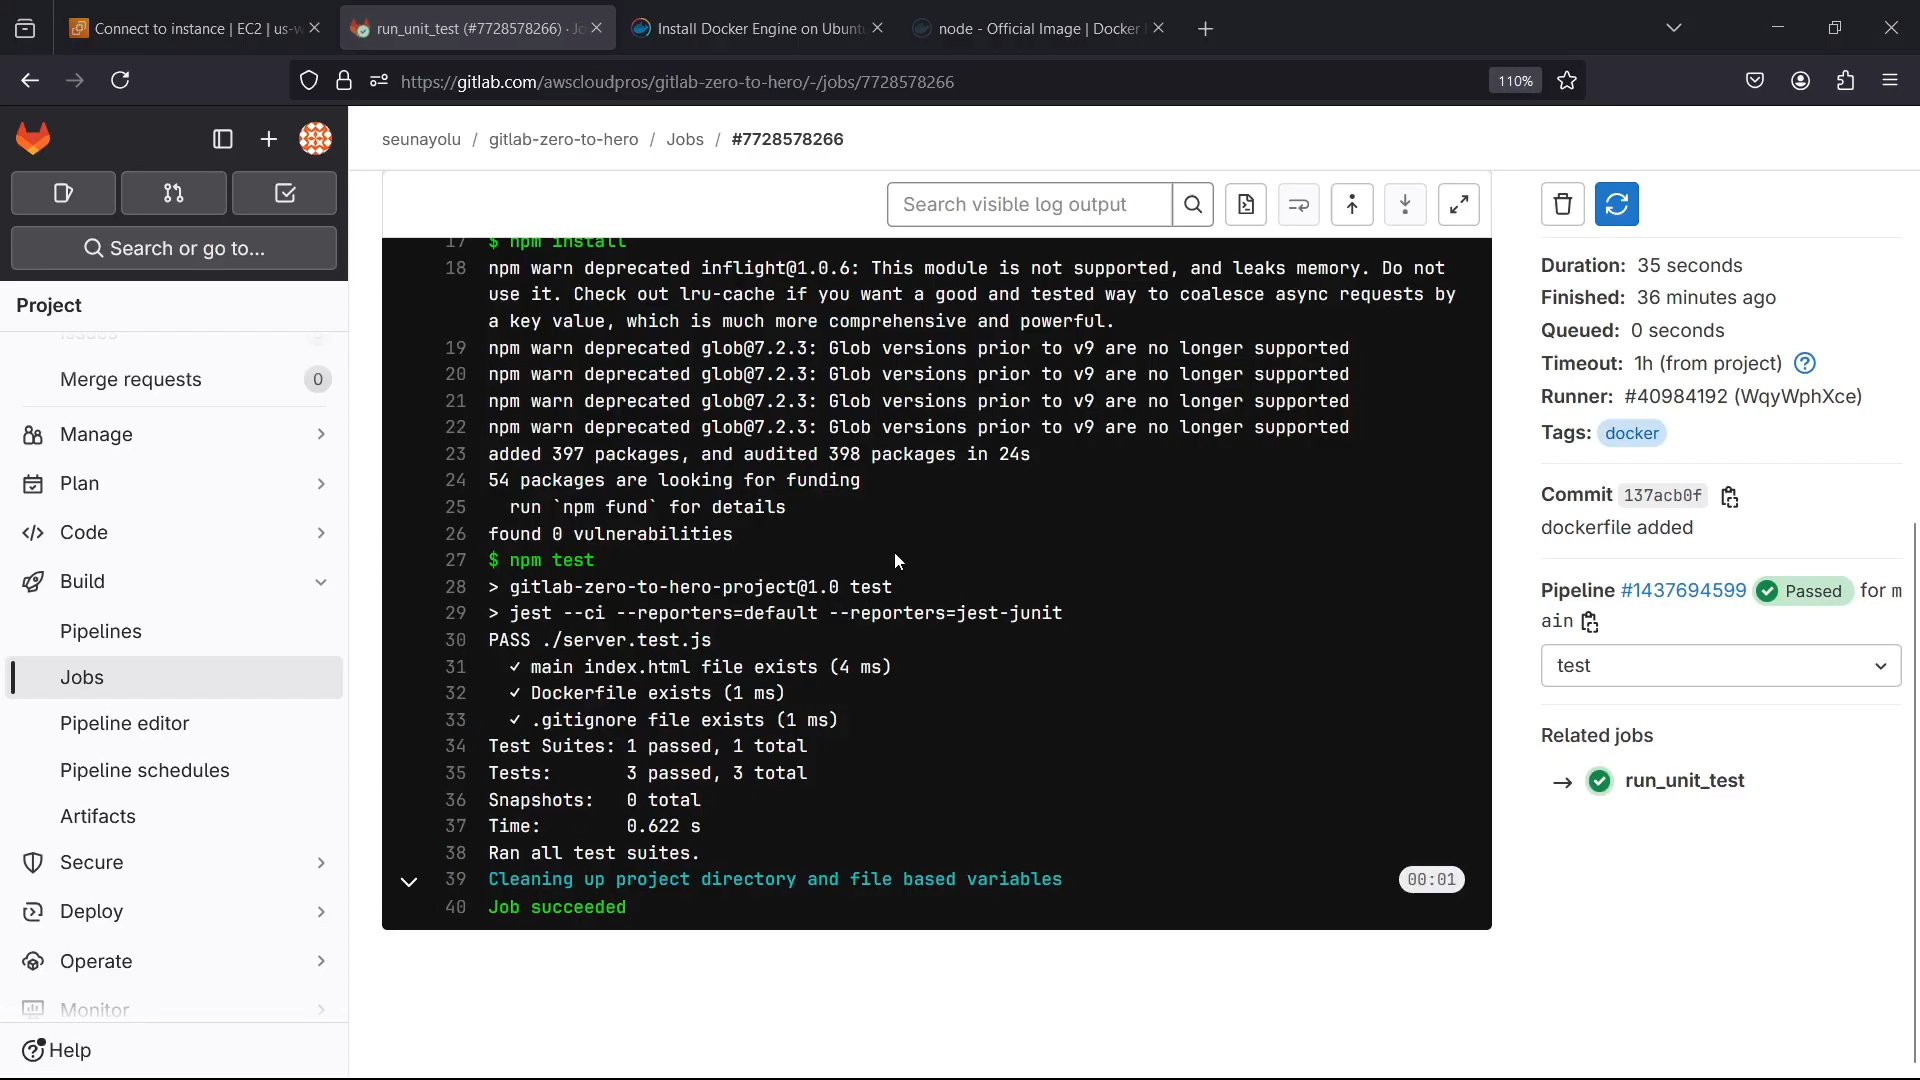 Connect to instance | EC2 | us-w
run_unit_test (#7728578266) · Jo
Install Docker Engine on Ubunt
node - Official Image | Docker
https://gitlab.com/awscloudpros/gitlab-zero-to-hero/-/jobs/7728578266
110%
seunayolu / gitlab-zero-to-hero / Jobs / #7728578266
Search or go to...
Project
Issues
Merge requests 0
Manage
Plan
Code
Build
Pipelines
Jobs
Pipeline editor
Pipeline schedules
Artifacts
Secure
Deploy
Operate
Monitor
Help
Search visible log output
17 $ npm install
18 npm warn deprecated inflight@1.0.6: This module is not supported, and leaks memory. Do not
use it. Check out lru-cache if you want a good and tested way to coalesce async requests by
a key value, which is much more comprehensive and powerful.
19 npm warn deprecated glob@7.2.3: Glob versions prior to v9 are no longer supported
20 npm warn deprecated glob@7.2.3: Glob versions prior to v9 are no longer supported
21 npm warn deprecated glob@7.2.3: Glob versions prior to v9 are no longer supported
22 npm warn deprecated glob@7.2.3: Glob versions prior to v9 are no longer supported
23 added 397 packages, and audited 398 packages in 24s
24 54 packages are looking for funding
25 run `npm fund` for details
26 found 0 vulnerabilities
27 $ npm test
28 > gitlab-zero-to-hero-project@1.0 test
29 > jest --ci --reporters=default --reporters=jest-junit
30 PASS ./server.test.js
31 ✓ main index.html file exists (4 ms)
32 ✓ Dockerfile exists (1 ms)
33 ✓ .gitignore file exists (1 ms)
34 Test Suites: 1 passed, 1 total
35 Tests: 3 passed, 3 total
36 Snapshots: 0 total
37 Time: 0.622 s
38 Ran all test suites.
39 Cleaning up project directory and file based variables 00:01
40 Job succeeded
Duration: 35 seconds
Finished: 36 minutes ago
Queued: 0 seconds
Timeout: 1h (from project)
Runner: #40984192 (WqyWphXce)
Tags: docker
Commit 137acb0f
dockerfile added
Pipeline #1437694599 Passed for m
ain
test
Related jobs
→ run_unit_test